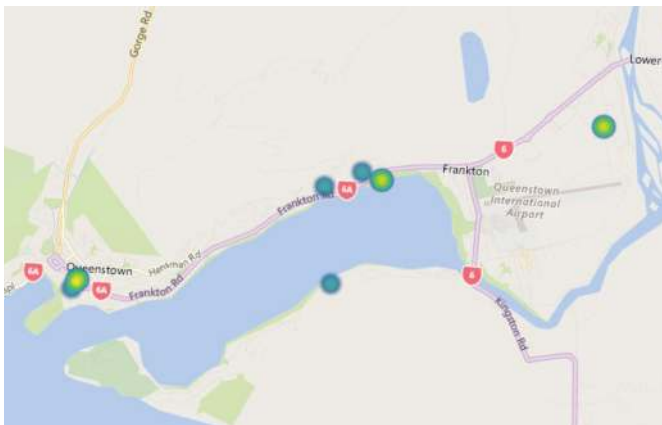 Gorge Rd
Lower
6
Frankton
6A
Frankton Rd
Queenstown
International
Airport
Hankman Rd
Queenstown
6A
6A
Frankton Rd
6
Kingston Rd